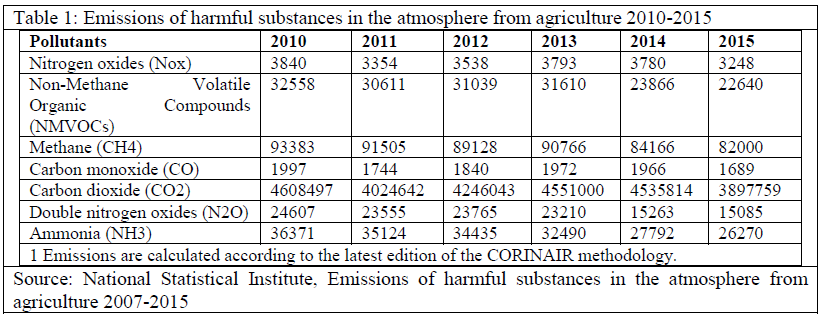 Table 1: Emissions of harmful substances in the atmosphere from agriculture 2010-2015
Pollutants 2010 2011 2012 2013 2014 2015
Nitrogen oxides (Nox) 3840 3354 3538 3793 3780 3248
Non-Methane Volatile 32558 30611 31039 31610 23866 22640
Organic Compounds
(NMVOCs)
Methane (CH4) 93383 91505 89128 90766 84166 82000
Carbon monoxide (CO) 1997 1744 1840 1972 1966 1689
Carbon dioxide (CO2) 4608497 4024642 4246043 4551000 4535814 3897759
Double nitrogen oxides (N2O) 24607 23555 23765 23210 15263 15085
Ammonia (NH3) 36371 35124 34435 32490 27792 26270
1 Emissions are calculated according to the latest edition of the CORINAIR methodology.
Source: National Statistical Institute, Emissions of harmful substances in the atmosphere from
agriculture 2007-2015